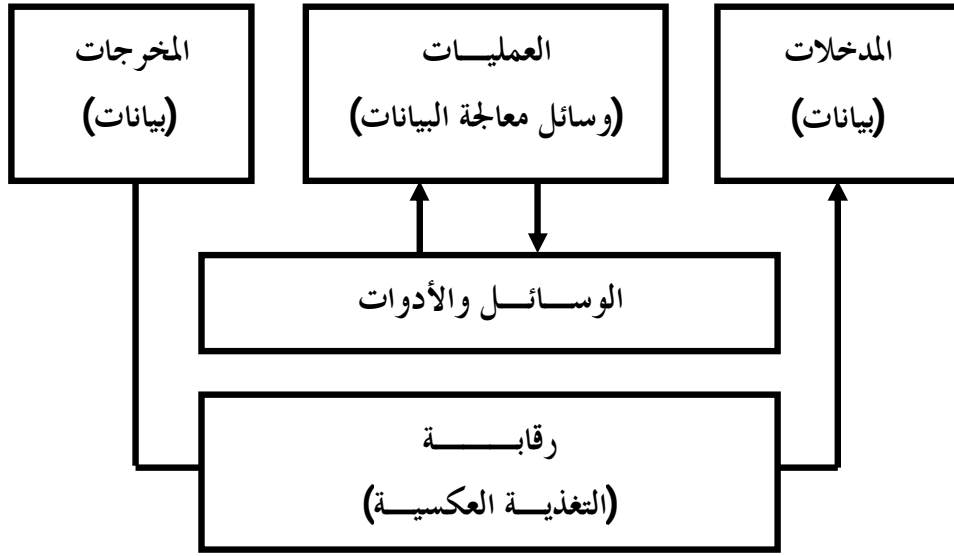 المدخلات
(بيانات)
العمليـــات
(وسائل معالجة البيانات)
المخرجات
(بيانات)
الوســـائـــل والأدوات
رقابـــــــة
(التغذيـــة العكسيـــة)